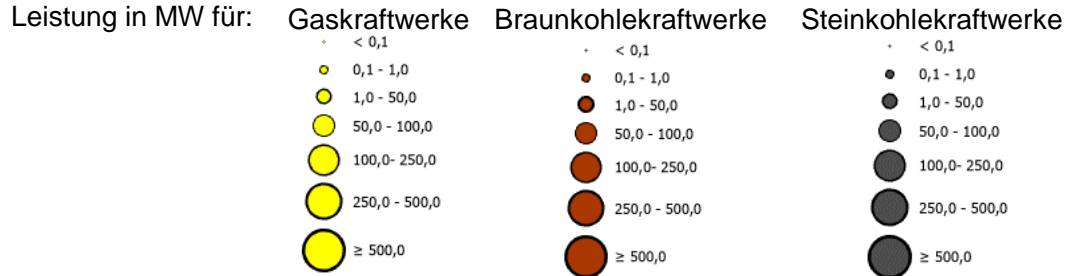 Leistung in MW für: Gaskraftwerke Braunkohlekraftwerke Steinkohlekraftwerke
< 0,1 < 0,1 < 0,1
0,1 - 1,0 0,1 - 1,0 0,1 - 1,0
1,0 - 50,0 1,0 - 50,0 1,0 - 50,0
50,0 - 100,0 50,0 - 100,0 50,0 - 100,0
100,0- 250,0 100,0- 250,0 100,0- 250,0
250,0 - 500,0 250,0 - 500,0 250,0 - 500,0
≥ 500,0 ≥ 500,0 ≥ 500,0